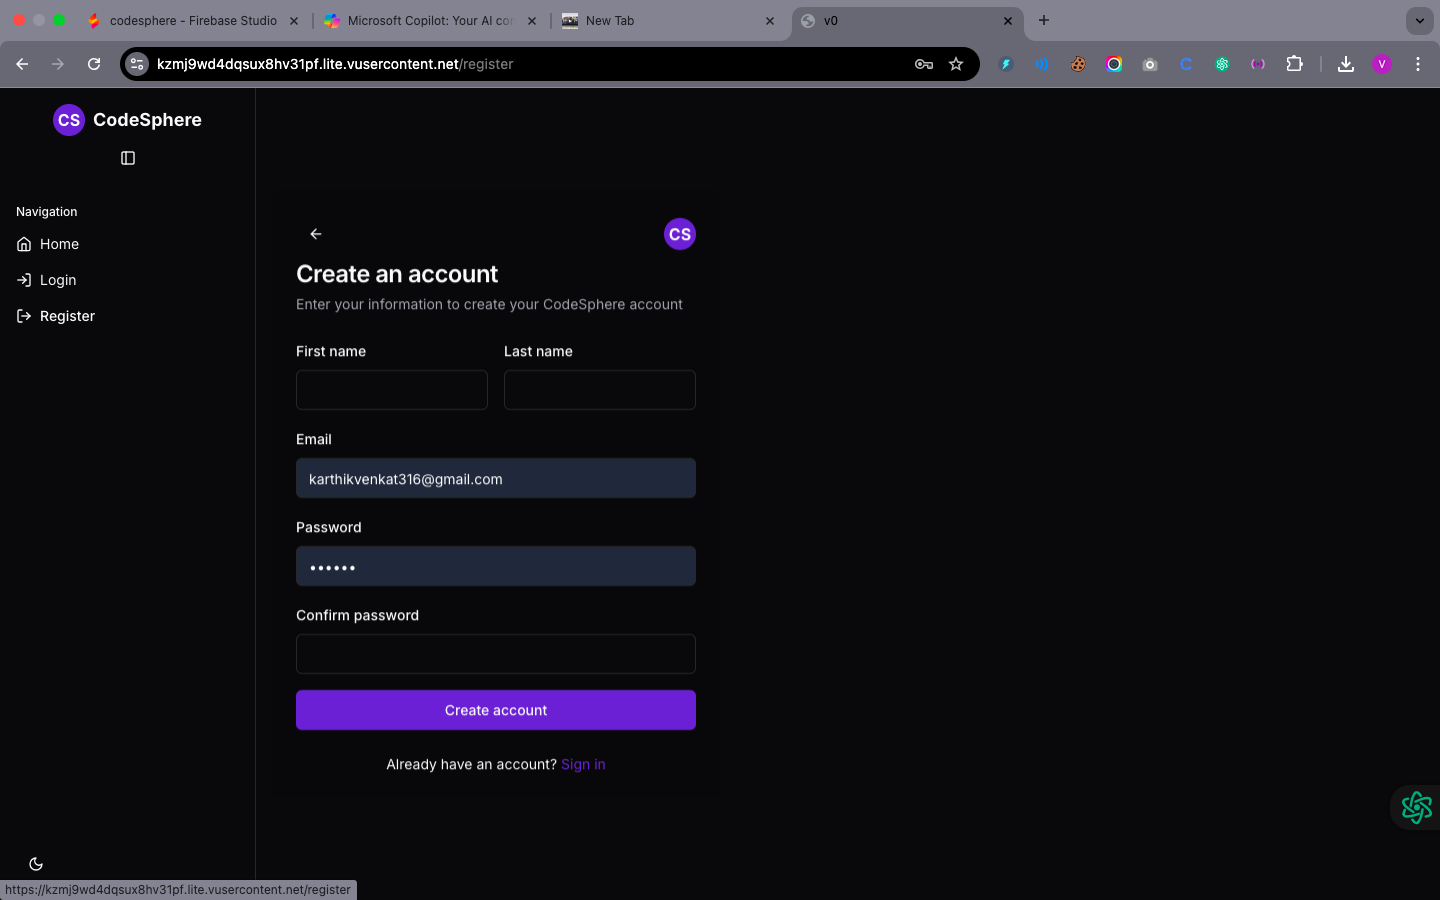 codesphere - Firebase Studio
Microsoft Copilot: Your AI con
New Tab
v0
kzmj9wd4dqsux8hv31pf.lite.vusercontent.net/register
V
CS CodeSphere
Navigation
Home
Login
Register
CS
Create an account
Enter your information to create your CodeSphere account
First name Last name
Email
karthikvenkat316@gmail.com
Password
••••••
Confirm password
Create account
Already have an account? Sign in
https://kzmj9wd4dqsux8hv31pf.lite.vusercontent.net/register